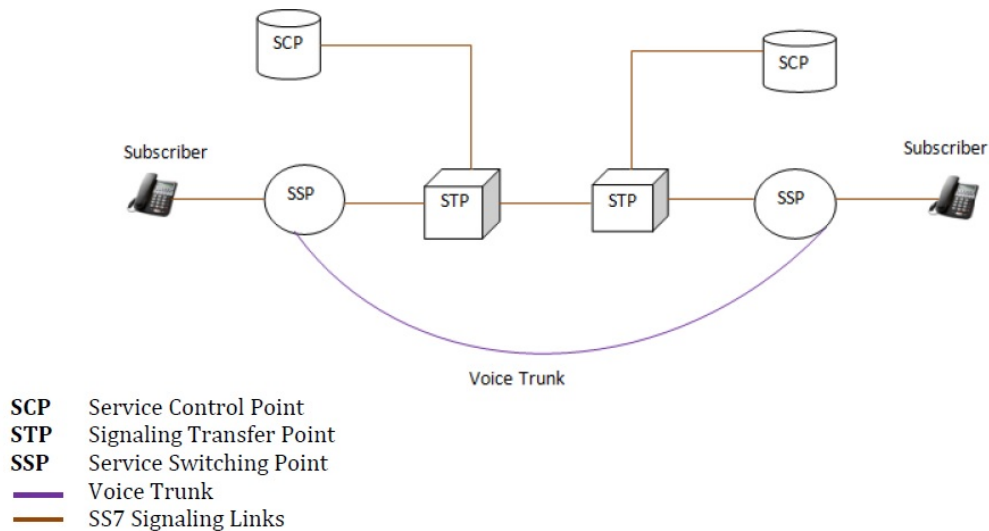 SCP
SCP
Subscriber
Subscriber
SSP
STP
STP
SSP
Voice Trunk
SCP Service Control Point
STP Signaling Transfer Point
SSP Service Switching Point
Voice Trunk
SS7 Signaling Links